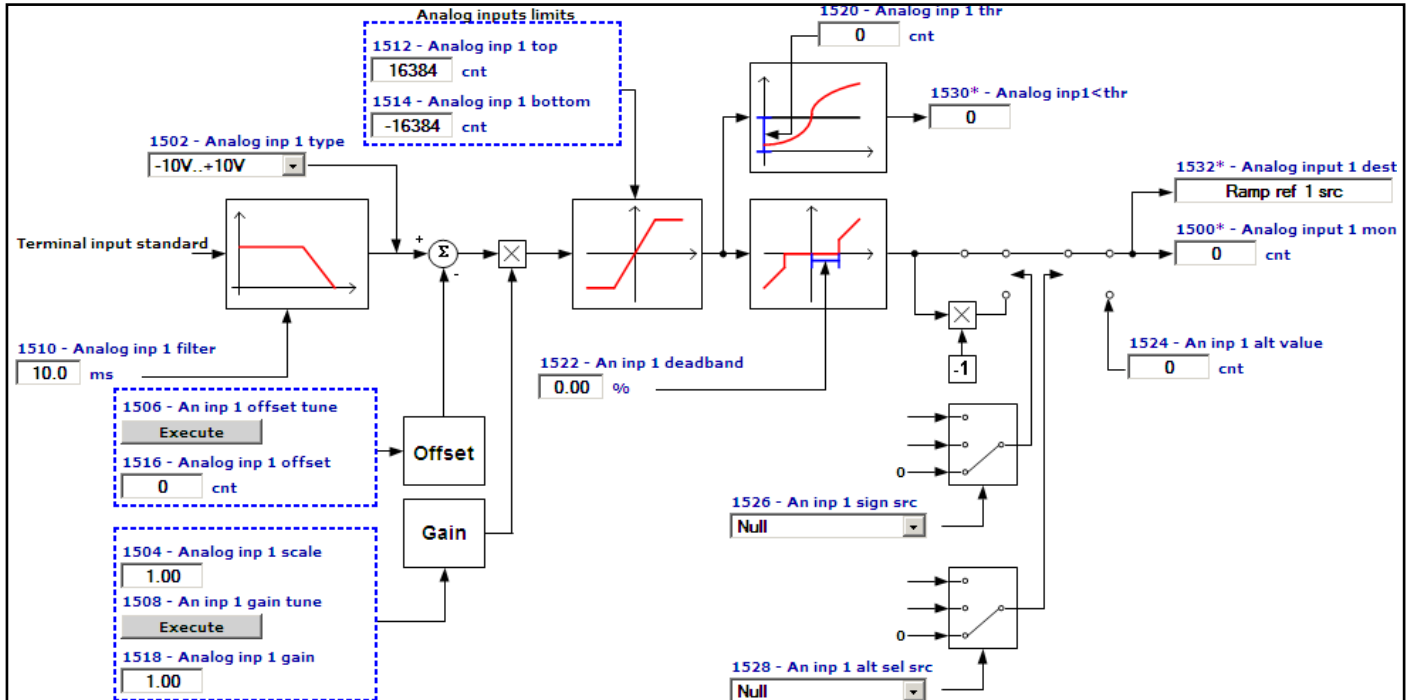 Analog inputs limits
1512 - Analog inp 1 top
16384 cnt
1514 - Analog inp 1 bottom
-16384 cnt
1520 - Analog inp 1 thr
0 cnt
1530* - Analog inp1<thr
0
1502 - Analog inp 1 type
-10V..+10V
1532* - Analog input 1 dest
Ramp ref 1 src
1500* - Analog input 1 mon
0 cnt
Terminal input standard
+
Σ
-
1510 - Analog inp 1 filter
10.0 ms
1522 - An inp 1 deadband
0.00 %
-1
1524 - An inp 1 alt value
0 cnt
1506 - An inp 1 offset tune
Execute
1516 - Analog inp 1 offset
0 cnt
Offset
Gain
1504 - Analog inp 1 scale
1.00
1508 - An inp 1 gain tune
Execute
1518 - Analog inp 1 gain
1.00
0
1526 - An inp 1 sign src
Null
0
1528 - An inp 1 alt sel src
Null